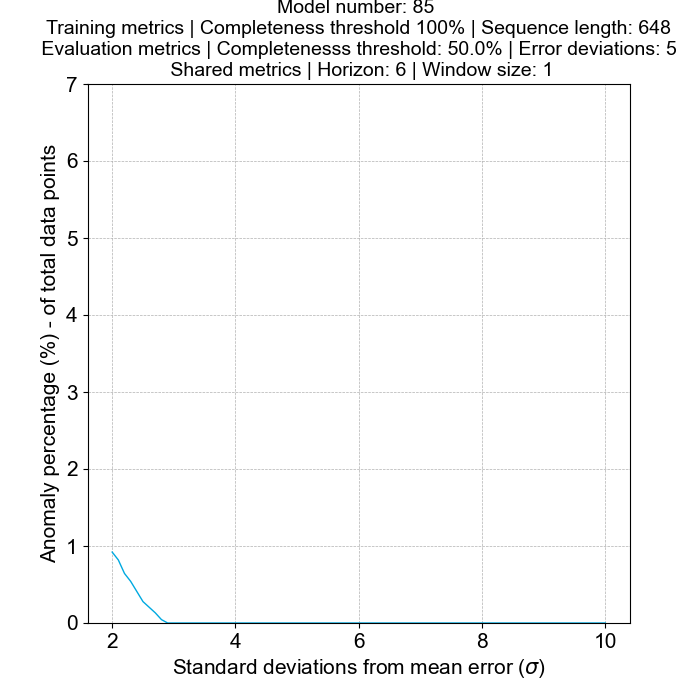 Model number: 85
Training metrics | Completeness threshold 100% | Sequence length: 648
Evaluation metrics | Completenesss threshold: 50.0% | Error deviations: 5
Shared metrics | Horizon: 6 | Window size: 1
7
6
5
4
3
2
1
0
Anomaly percentage (%) - of total data points
2 4 6 8 10
Standard deviations from mean error (σ)